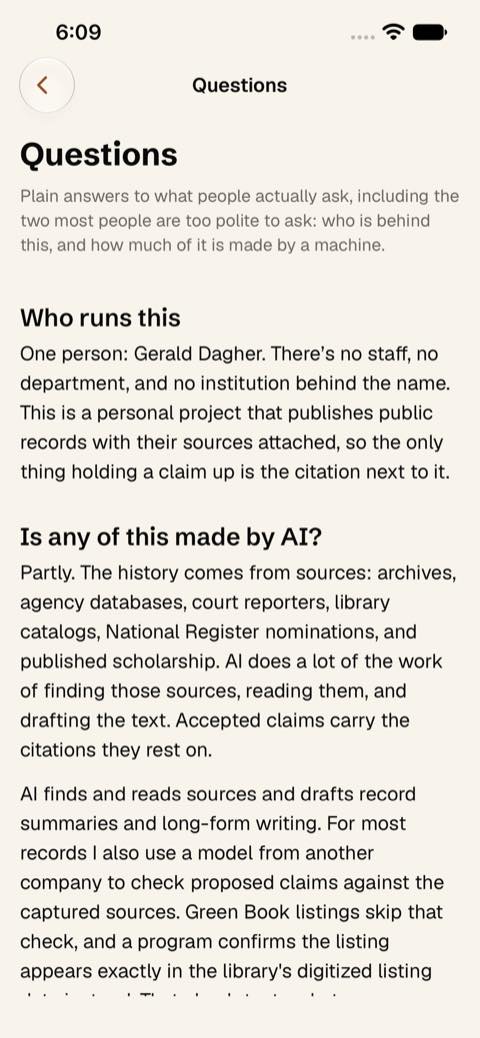 6:09
Questions
Questions
Plain answers to what people actually ask, including the
two most people are too polite to ask: who is behind
this, and how much of it is made by a machine.
Who runs this
One person: Gerald Dagher. There’s no staff, no
department, and no institution behind the name.
This is a personal project that publishes public
records with their sources attached, so the only
thing holding a claim up is the citation next to it.
Is any of this made by AI?
Partly. The history comes from sources: archives,
agency databases, court reporters, library
catalogs, National Register nominations, and
published scholarship. AI does a lot of the work
of finding those sources, reading them, and
drafting the text. Accepted claims carry the
citations they rest on.
AI finds and reads sources and drafts record
summaries and long-form writing. For most
records I also use a model from another
company to check proposed claims against the
captured sources. Green Book listings skip that
check, and a program confirms the listing
appears exactly in the library's digitized listing